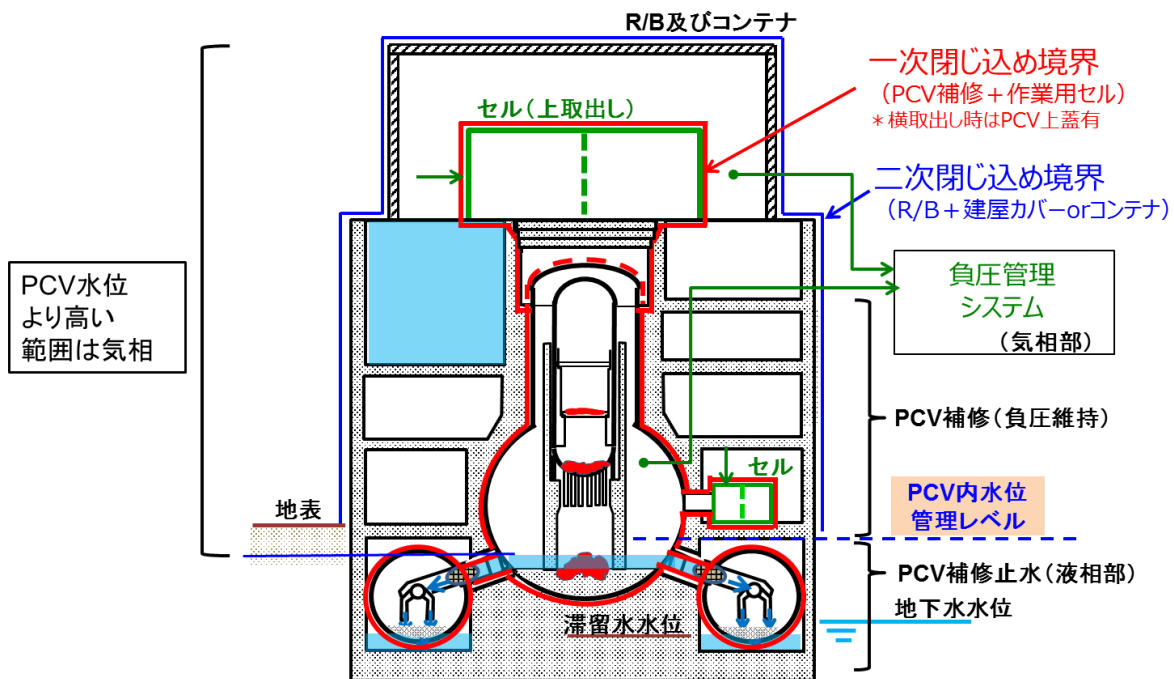 R/B及びコンテナ
一次閉じ込め境界
(PCV補修＋作業用セル)
＊横取出し時はPCV上蓋有
セル(上取出し)
二次閉じ込め境界
(R/B＋建屋カバーorコンテナ)
負圧管理
システム
(気相部)
PCV水位
より高い
範囲は気相
PCV補修(負圧維持)
セル
PCV内水位
管理レベル
地表
PCV補修止水(液相部)
地下水水位
滞留水水位